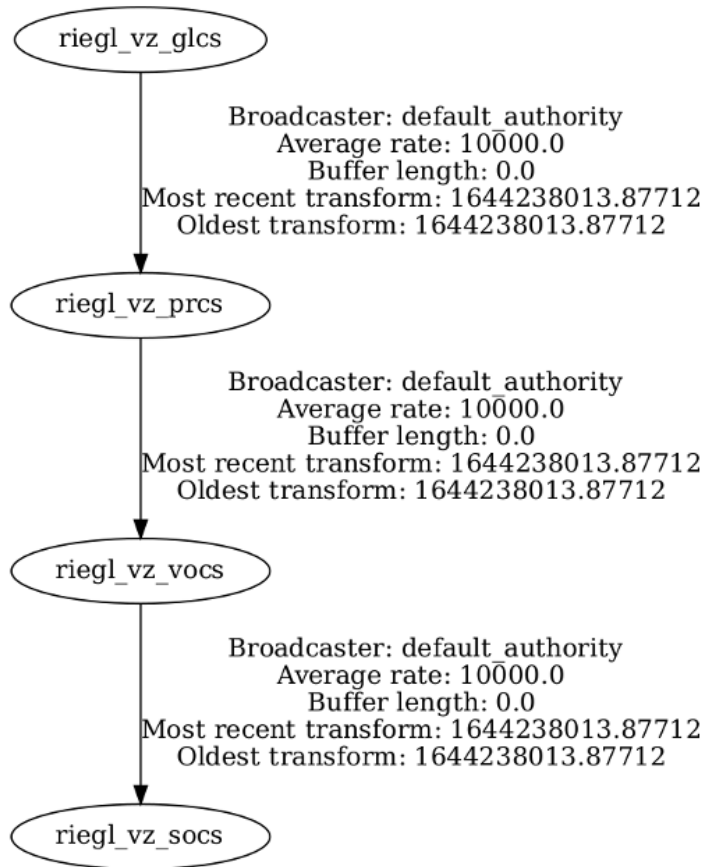 riegl_vz_glcs
Broadcaster: default_authority
Average rate: 10000.0
Buffer length: 0.0
Most recent transform: 1644238013.87712
Oldest transform: 1644238013.87712
riegl_vz_prcs
Broadcaster: default_authority
Average rate: 10000.0
Buffer length: 0.0
Most recent transform: 1644238013.87712
Oldest transform: 1644238013.87712
riegl_vz_vocs
Broadcaster: default_authority
Average rate: 10000.0
Buffer length: 0.0
Most recent transform: 1644238013.87712
Oldest transform: 1644238013.87712
riegl_vz_socs